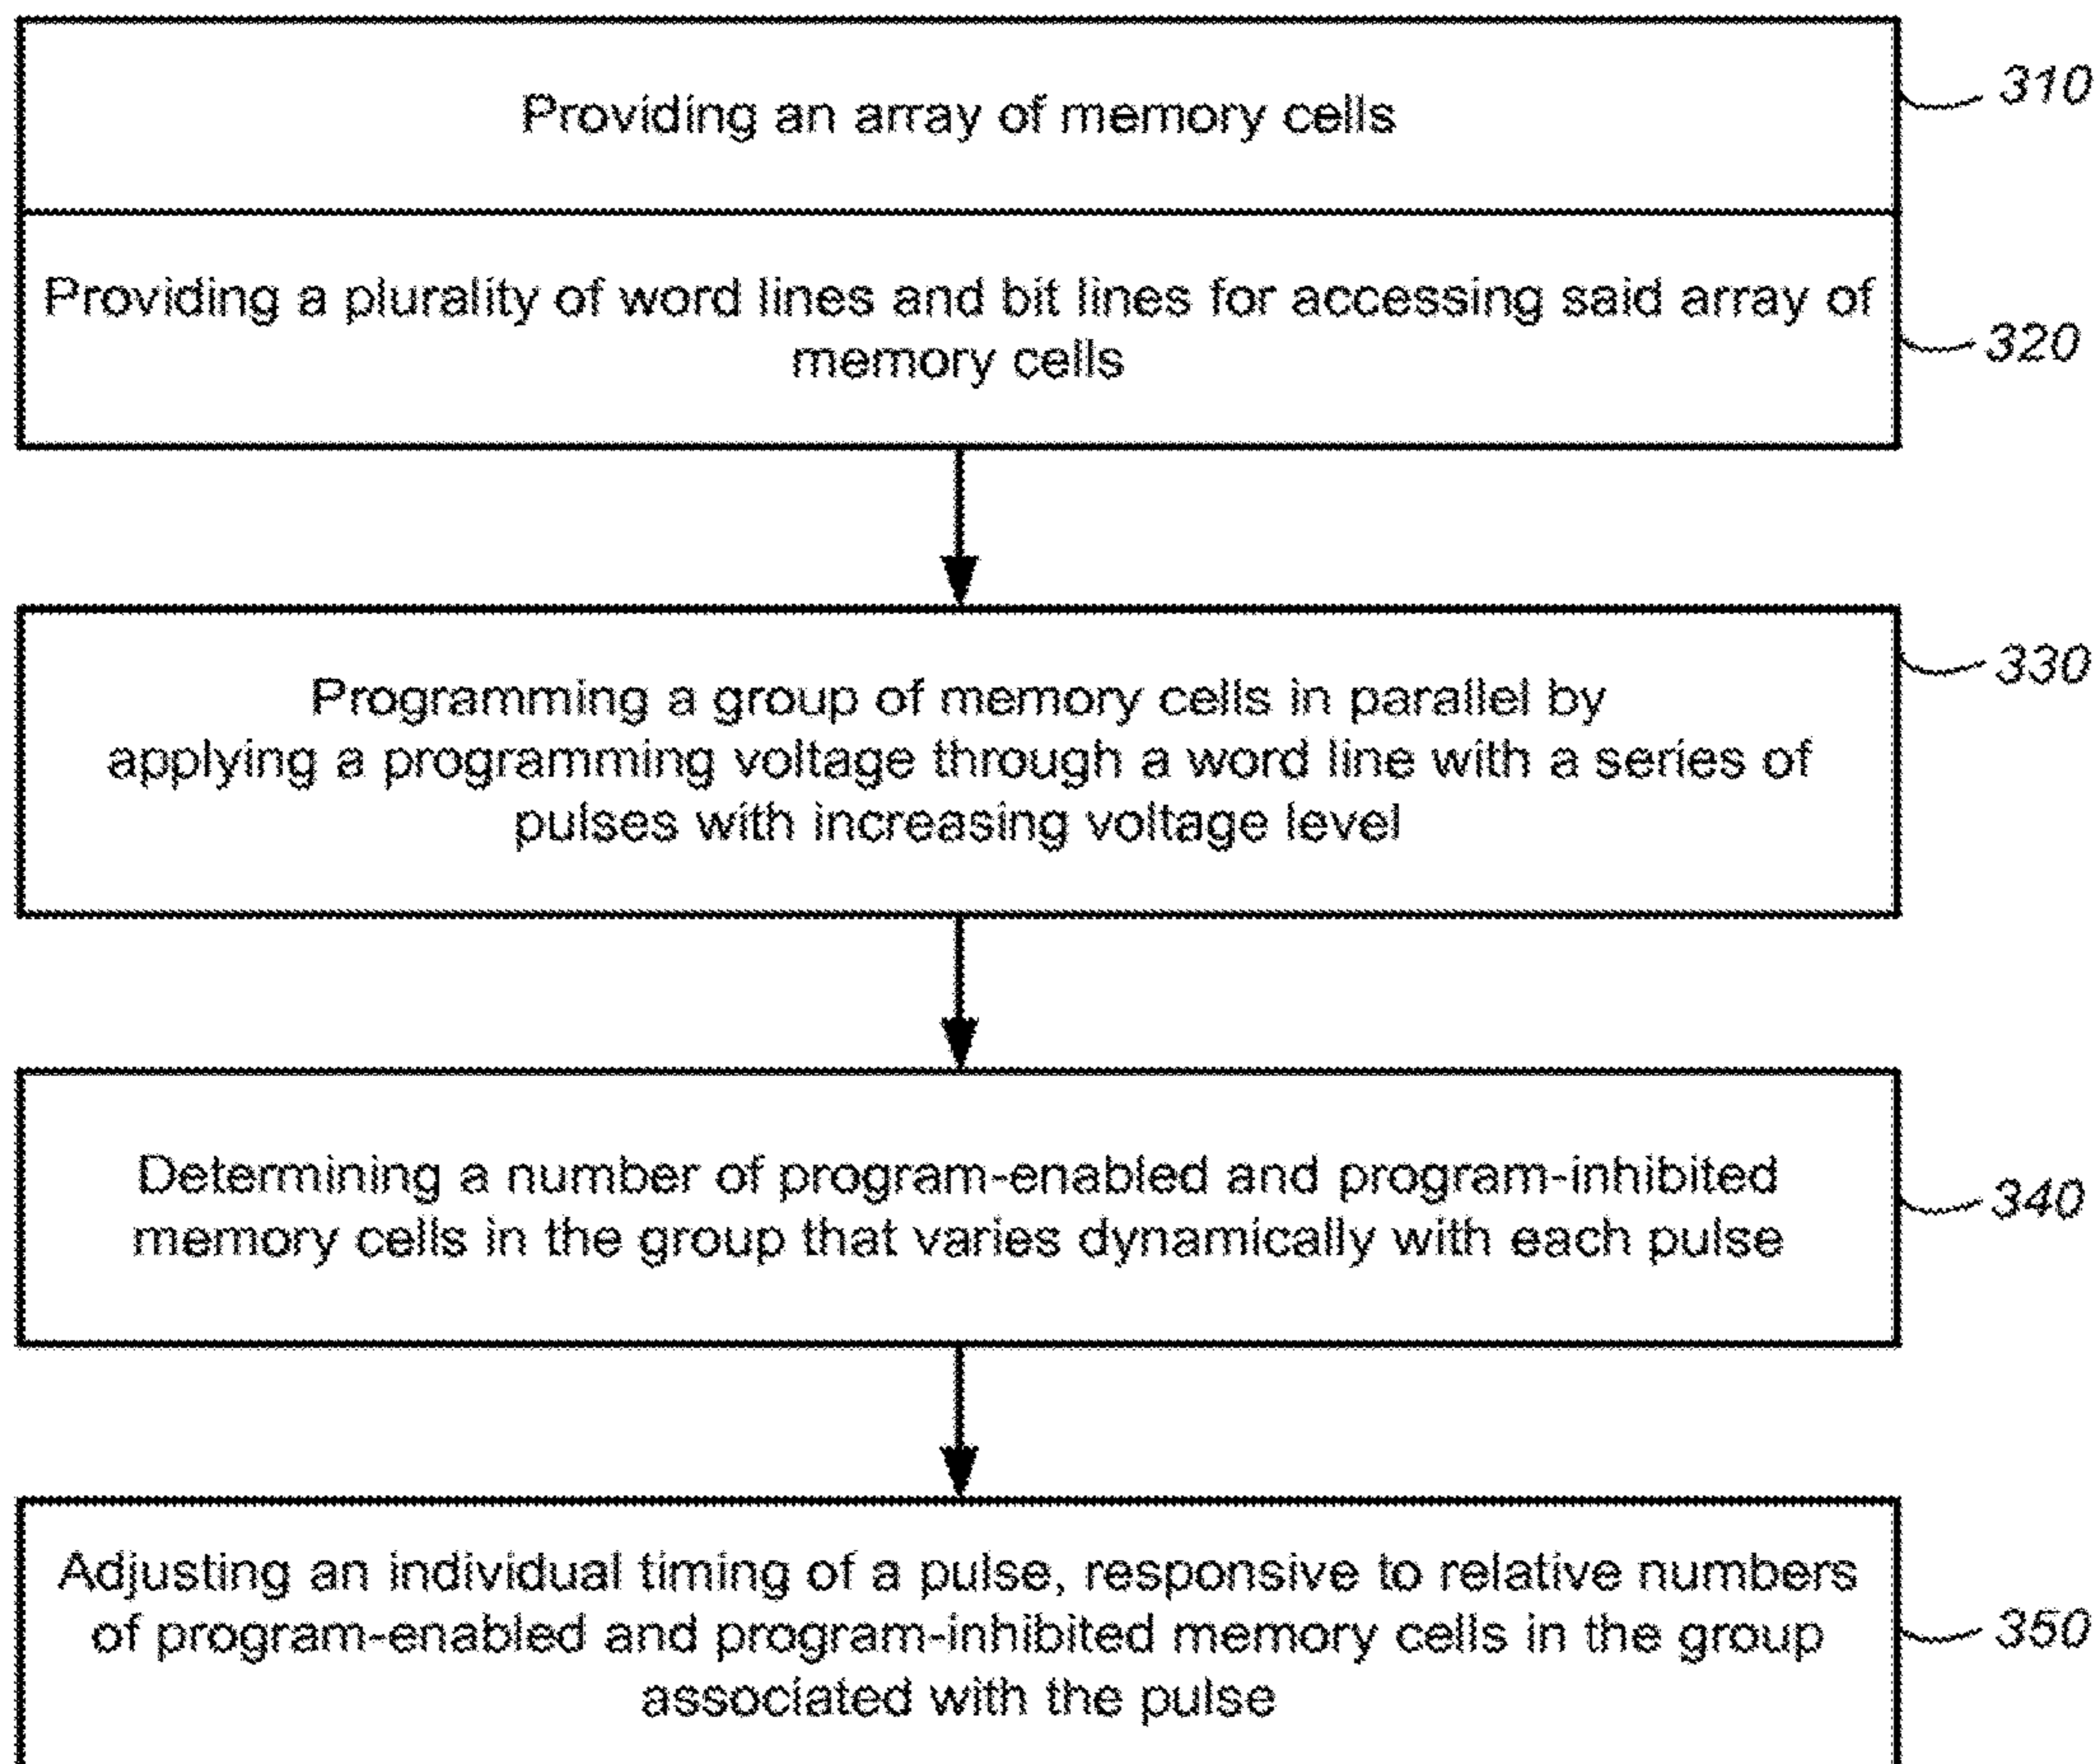 Providing an array of memory cells
310
Providing a plurality of word lines and bit lines for accessing said array of
memory cells
320
Programming a group of memory cells in parallel by
applying a programming voltage through a word line with a series of
pulses with increasing voltage level
330
Determining a number of program-enabled and program-inhibited
memory cells in the group that varies dynamically with each pulse
340
Adjusting an individual timing of a pulse, responsive to relative numbers
of program-enabled and program-inhibited memory cells in the group
associated with the pulse
350